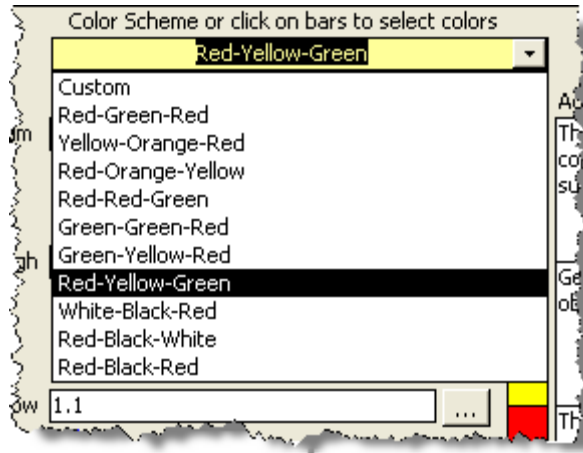 Color Scheme or click on bars to select colors
Red-Yellow-Green
Custom
Red-Green-Red
Yellow-Orange-Red
Red-Orange-Yellow
Red-Red-Green
Green-Green-Red
Green-Yellow-Red
Red-Yellow-Green
White-Black-Red
Red-Black-White
Red-Black-Red
1.1
...